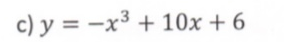 c) y = −x³ + 10x + 6